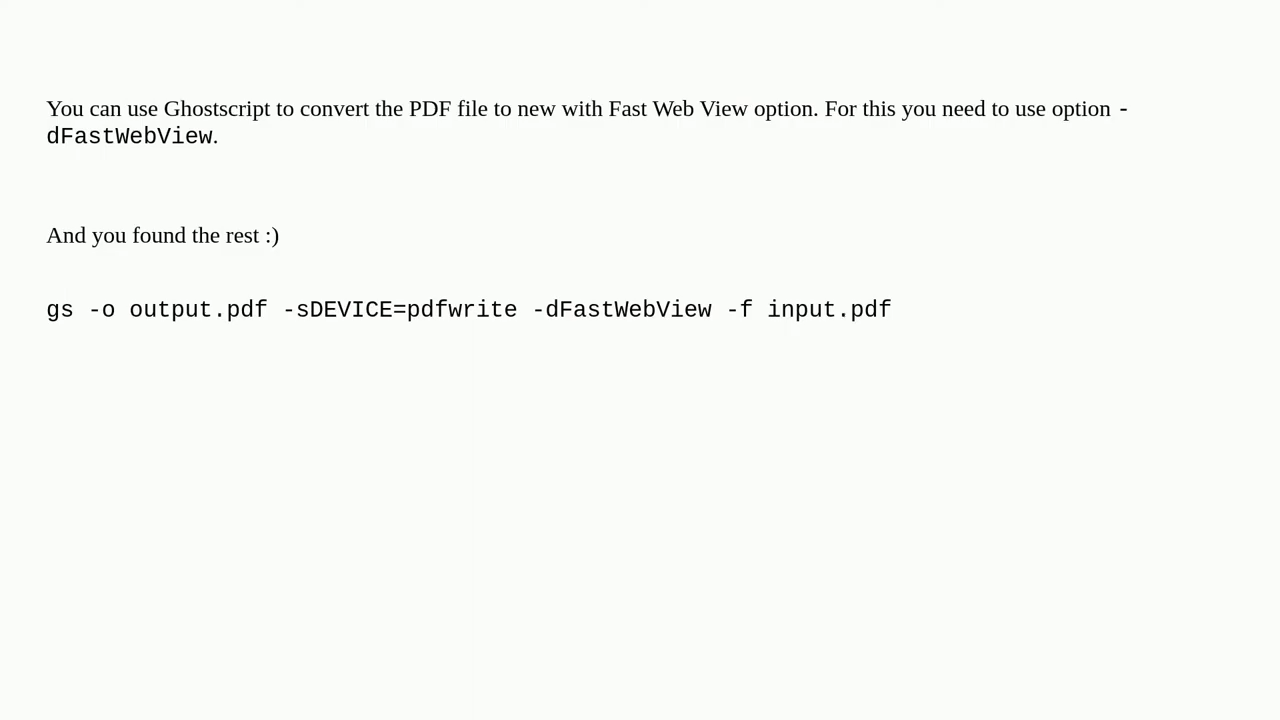 You can use Ghostscript to convert the PDF file to new with Fast Web View option. For this you need to use option -
dFastWebView.
And you found the rest :)
gs -o output.pdf -sDEVICE=pdfwrite -dFastWebView -f input.pdf